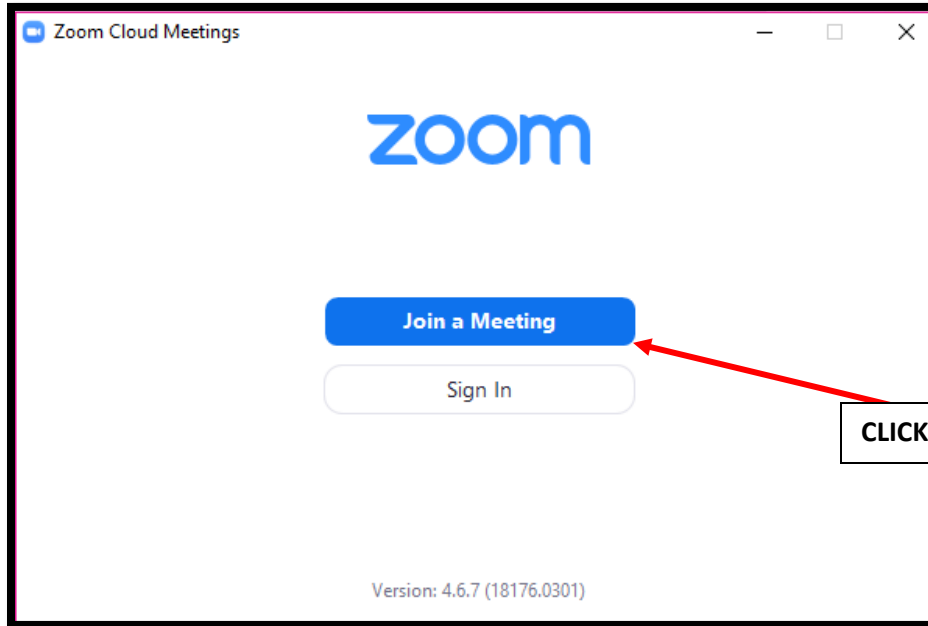 Zoom Cloud Meetings
zoom
Join a Meeting
Sign In
CLICK
Version: 4.6.7 (18176.0301)